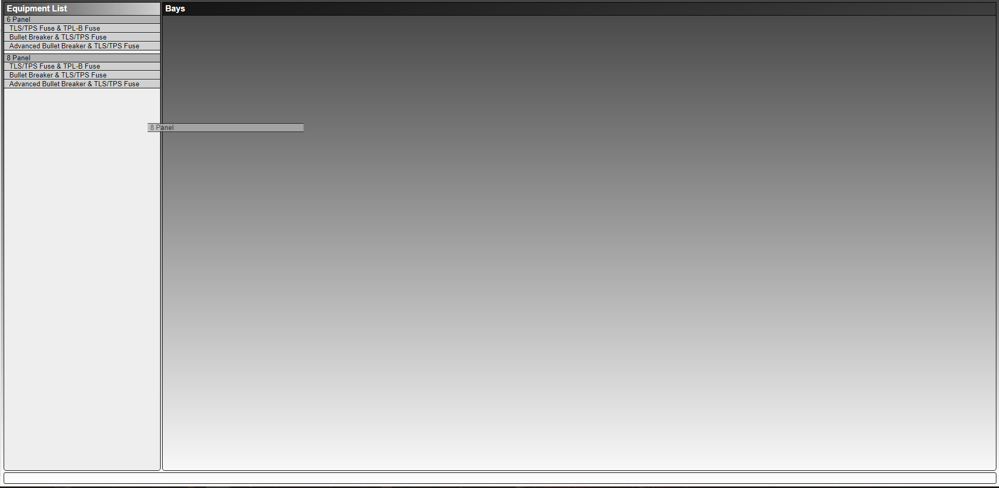 Equipment List
Bays
6 Panel
TLS/TPS Fuse & TPL-B Fuse
Bullet Breaker & TLS/TPS Fuse
Advanced Bullet Breaker & TLS/TPS Fuse
8 Panel
TLS/TPS Fuse & TPL-B Fuse
Bullet Breaker & TLS/TPS Fuse
Advanced Bullet Breaker & TLS/TPS Fuse
8 Panel